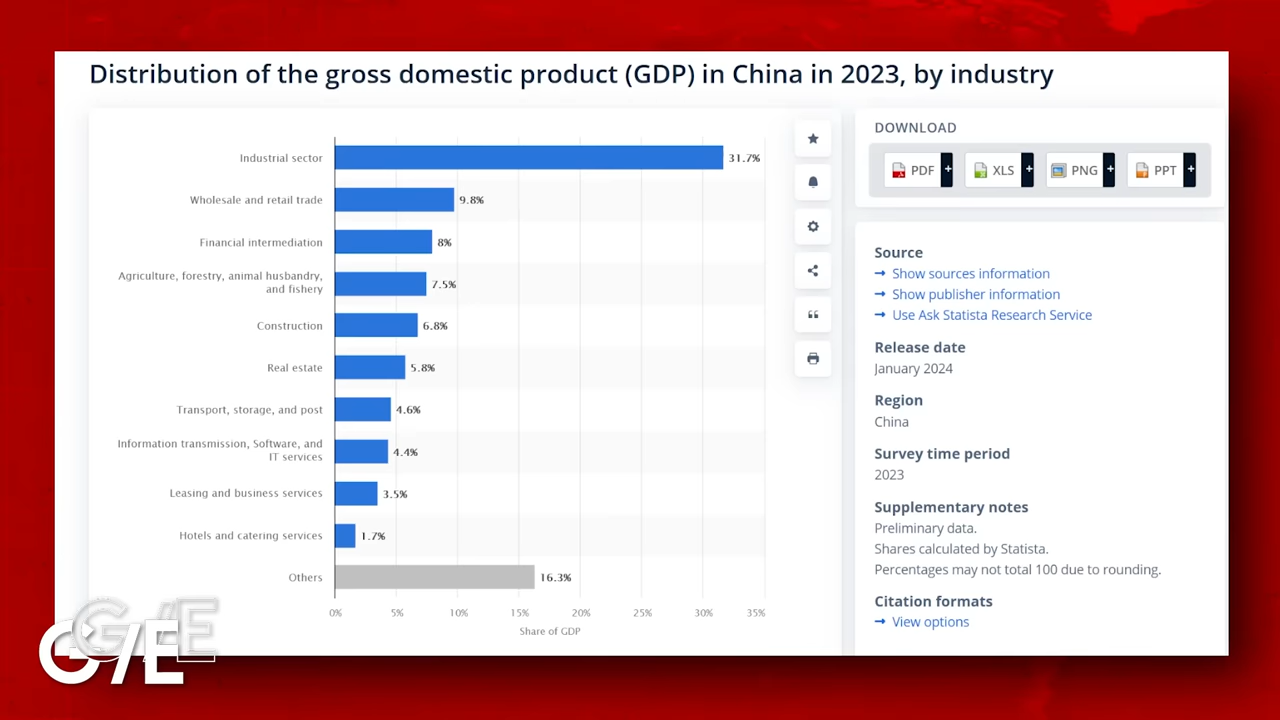 Distribution of the gross domestic product (GDP) in China in 2023, by industry
Industrial sector
31.7%
Wholesale and retail trade
9.8%
Financial intermediation
8%
Agriculture, forestry, animal husbandry,
and fishery
7.5%
Construction
6.8%
Real estate
5.8%
Transport, storage, and post
4.6%
Information transmission, Software, and
IT services
4.4%
Leasing and business services
3.5%
Hotels and catering services
1.7%
Others
16.3%
0% 5% 10% 15% 20% 25% 30% 35%
Share of GDP
DOWNLOAD
PDF + XLS + PNG + PPT +
Source
→ Show sources information
→ Show publisher information
→ Use Ask Statista Research Service
Release date
January 2024
Region
China
Survey time period
2023
Supplementary notes
Preliminary data.
Shares calculated by Statista.
Percentages may not total 100 due to rounding.
Citation formats
→ View options